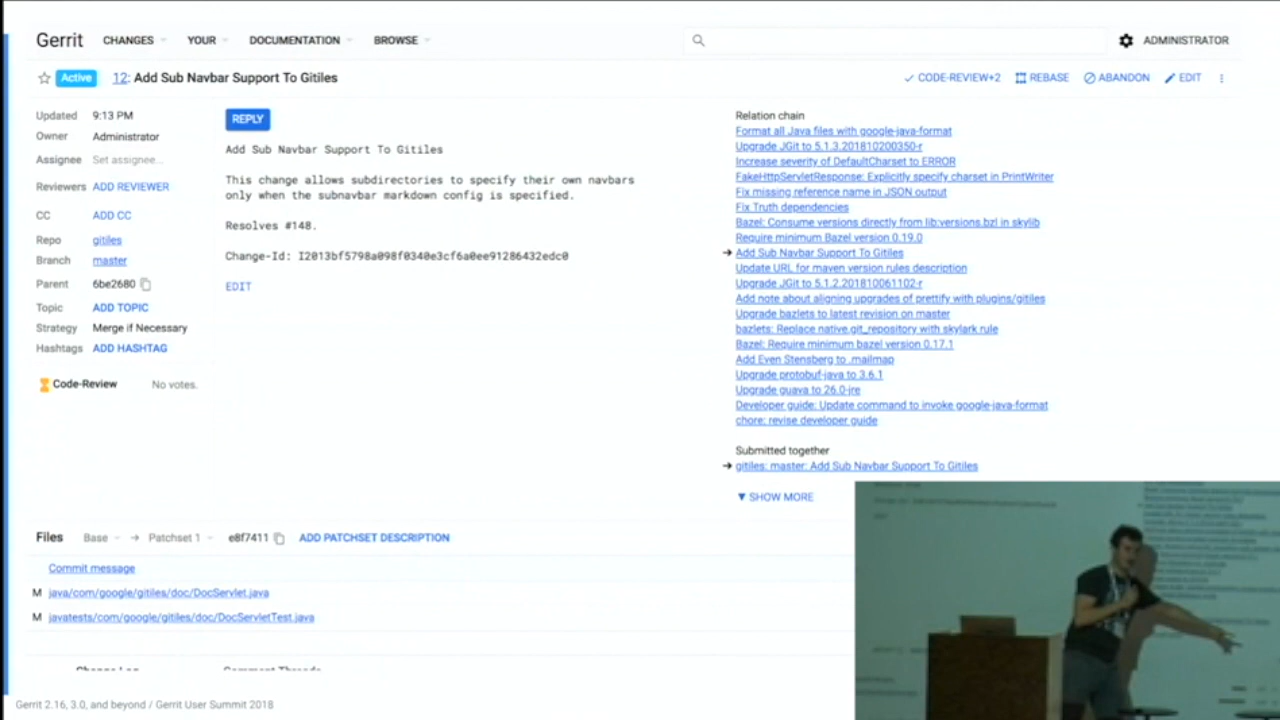 Gerrit CHANGES YOUR DOCUMENTATION BROWSE ADMINISTRATOR
Active 12: Add Sub Navbar Support To Gitiles CODE-REVIEW+2 REBASE ABANDON EDIT
Updated 9:13 PM
Owner Administrator
Assignee Set assignee...
Reviewers ADD REVIEWER
CC ADD CC
Repo gitiles
Branch master
Parent 6be2680
Topic ADD TOPIC
Strategy Merge if Necessary
Hashtags ADD HASHTAG
Code-Review No votes.
REPLY
Add Sub Navbar Support To Gitiles
This change allows subdirectories to specify their own navbars
only when the subnavbar markdown config is specified.
Resolves #148.
Change-Id: I2013bf5798a098f0340e3cf6a0ee91286432edc0
EDIT
Relation chain
Format all Java files with google-java-format
Upgrade JGit to 5.1.3.201810200350-r
Increase severity of DefaultCharset to ERROR
FakeHttpServletResponse: Explicitly specify charset in PrintWriter
Fix missing reference name in JSON output
Fix Truth dependencies
Bazel: Consume versions directly from lib:versions.bzl in skylib
Require minimum Bazel version 0.19.0
Add Sub Navbar Support To Gitiles
Update URL for maven version rules description
Upgrade JGit to 5.1.2.201810061102-r
Add note about aligning upgrades of prettify with plugins/gitiles
Upgrade bazlets to latest revision on master
bazlets: Replace native.git_repository with skylark rule
Bazel: Require minimum bazel version 0.17.1
Add Even Stensberg to .mailmap
Upgrade protobuf-java to 3.6.1
Upgrade guava to 26.0-jre
Developer guide: Update command to invoke google-java-format
chore: revise developer guide
Submitted together
gitiles: master: Add Sub Navbar Support To Gitiles
SHOW MORE
Files Base → Patchset 1 e8f7411 ADD PATCHSET DESCRIPTION
Commit message
M java/com/google/gitiles/doc/DocServlet.java
M javatests/com/google/gitiles/doc/DocServletTest.java
Change Log Comment Threads
Gerrit 2.16, 3.0, and beyond / Gerrit User Summit 2018